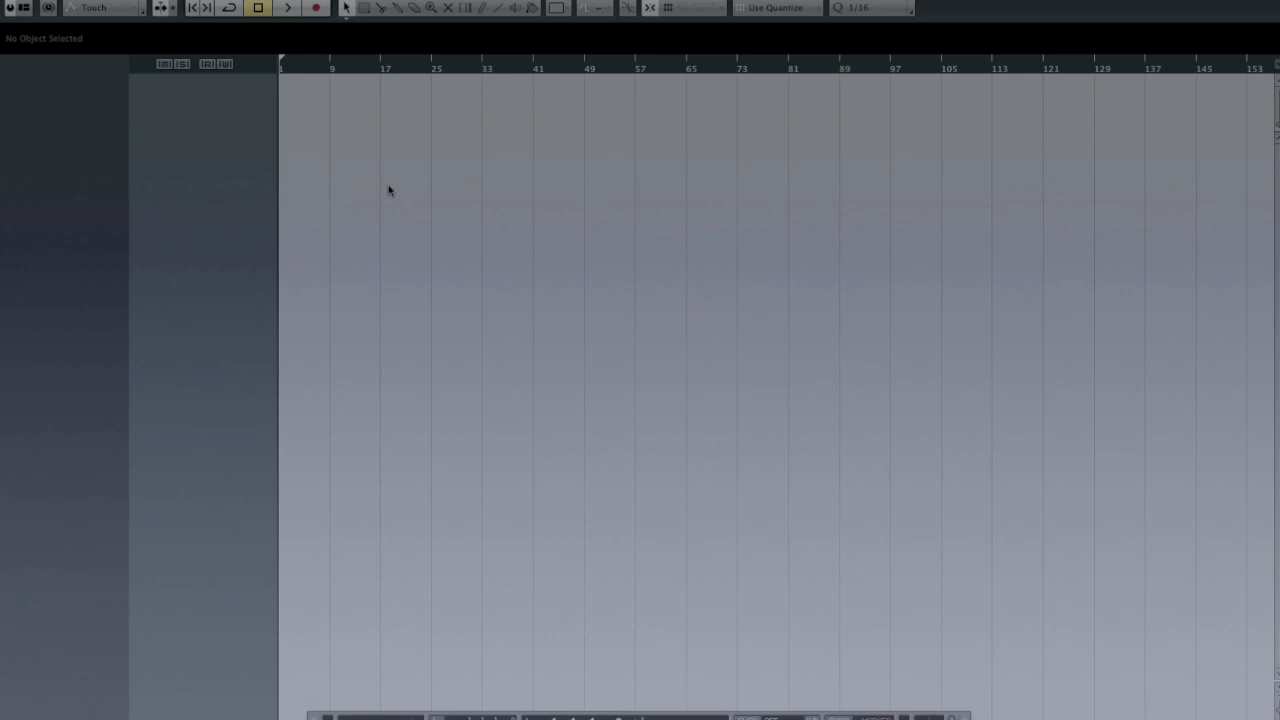 Touch
Use Quantize
1/16
No Object Selected
M S R W
1 9 17 25 33 41 49 57 65 73 81 89 97 105 113 121 129 137 145 153